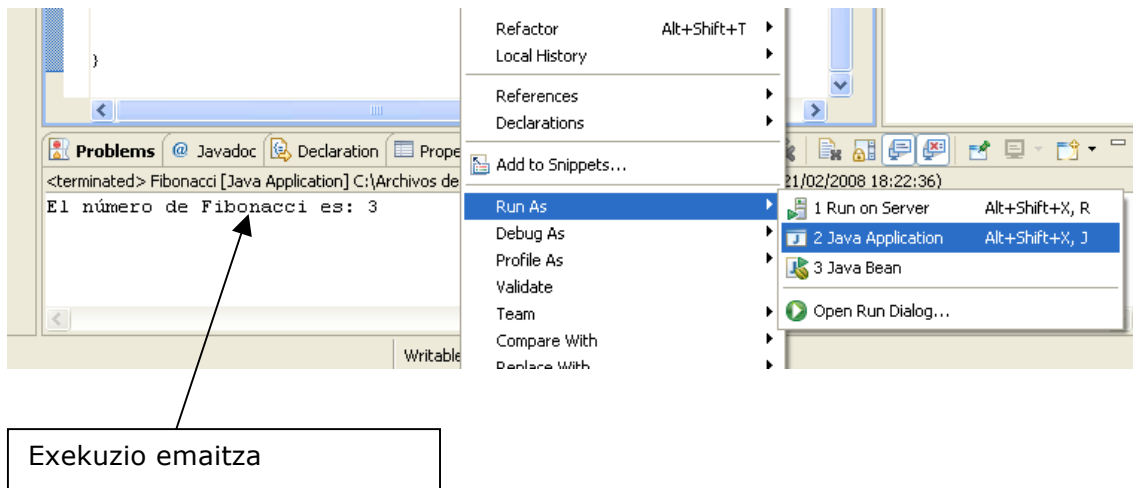 Refactor Alt+Shift+T
Local History
}
References
Declarations
Problems @ Javadoc Declaration Prope
Add to Snippets...
<terminated> Fibonacci [Java Application] C:\Archivos de 21/02/2008 18:22:36)
El número de Fibonacci es: 3
Run As
1 Run on Server Alt+Shift+X, R
Debug As
2 Java Application Alt+Shift+X, J
Profile As
3 Java Bean
Validate
Team
Open Run Dialog...
Compare With
Writable
Replace With
Exekuzio emaitza